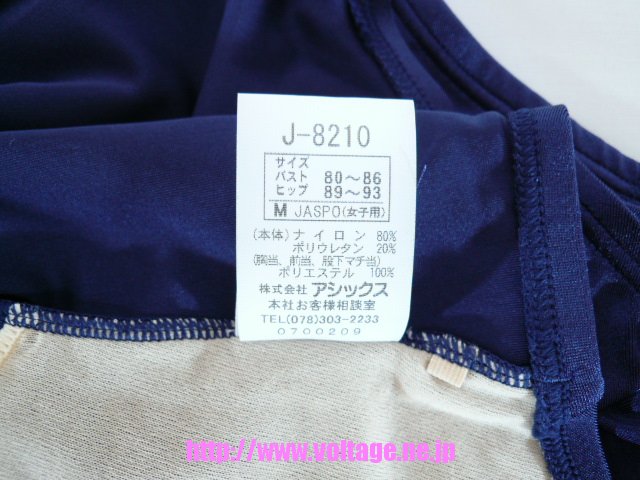 J-8210
サイズ
バスト 80～86
ヒップ 89～93
M JASPO(女子用)
(本体)ナイロン 80%
ポリウレタン 20%
(胸当、前当、股下マチ当)
ポリエステル 100%
株式会社 アシックス
本社お客様相談室
TEL(078)303-2233
0700209
http://www.voltage.ne.jp